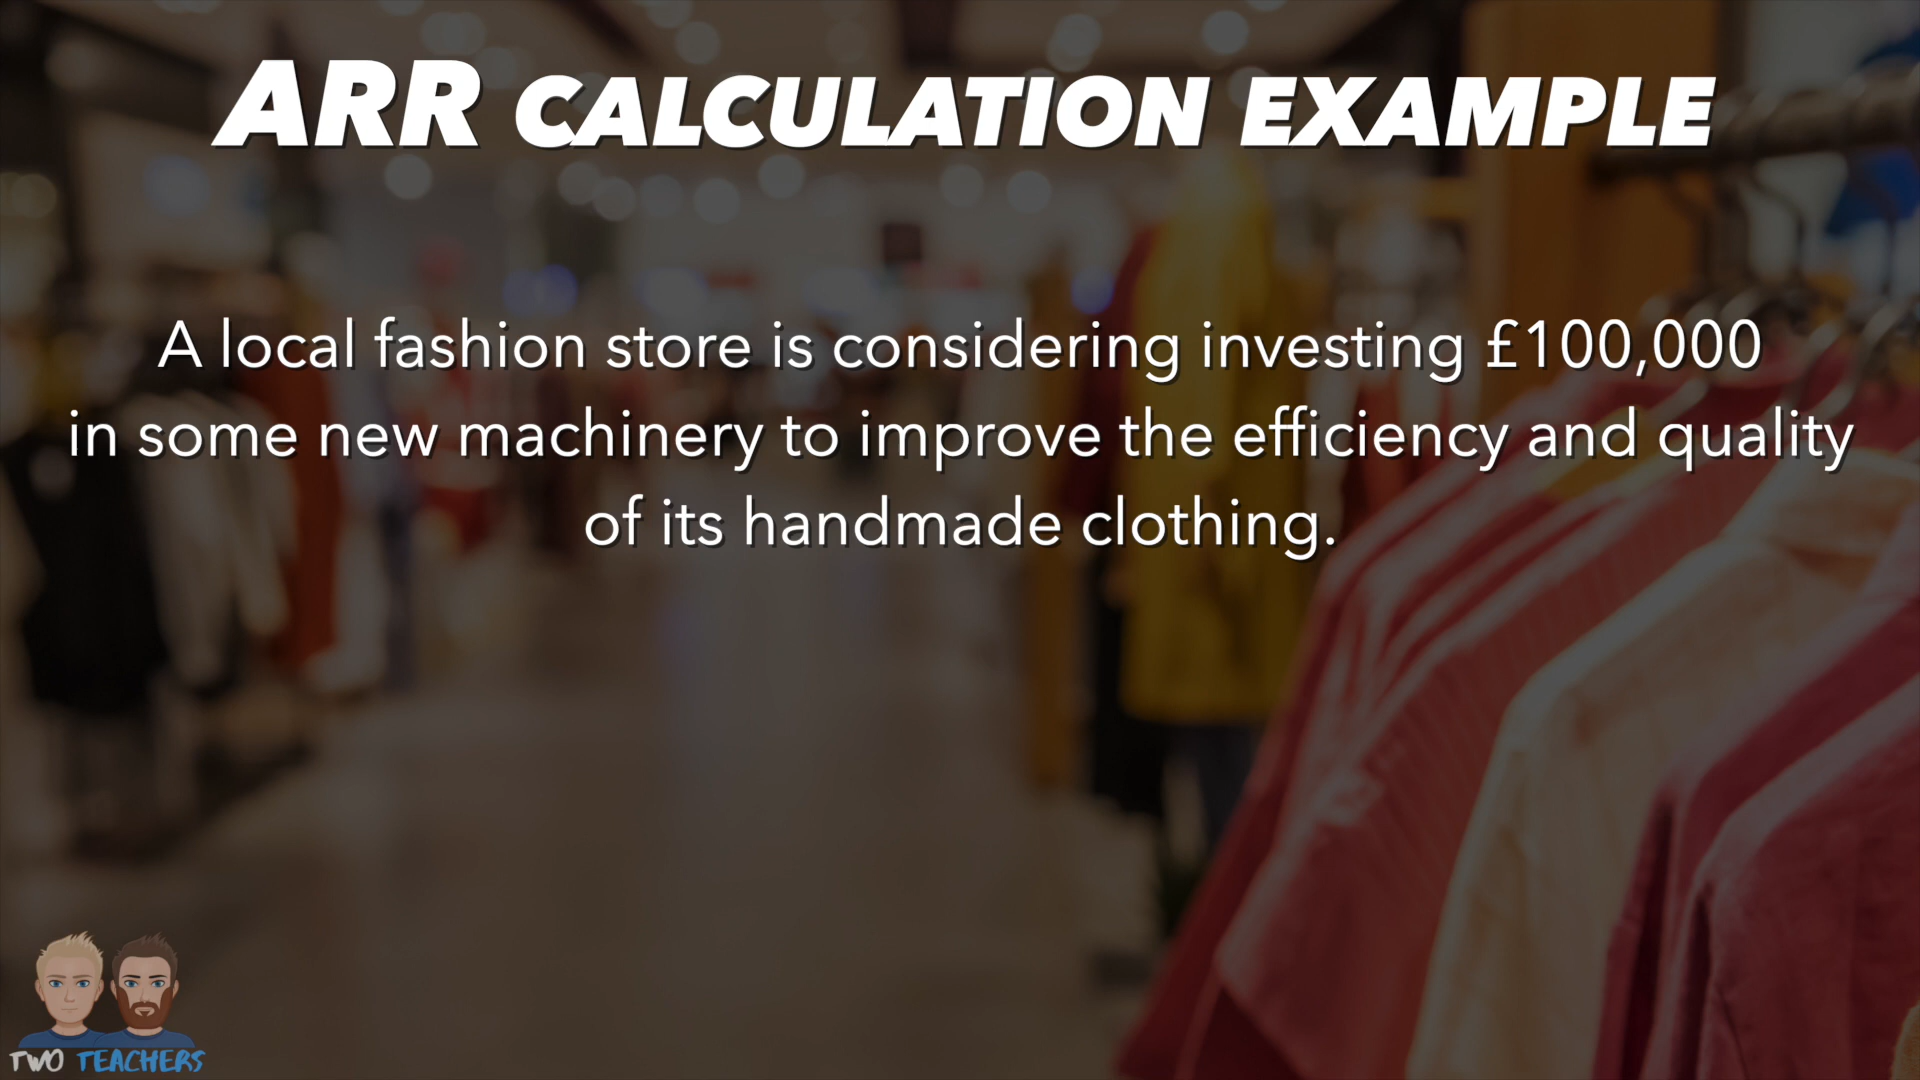 ARR CALCULATION EXAMPLE
A local fashion store is considering investing £100,000
in some new machinery to improve the efficiency and quality
of its handmade clothing.
TWO TEACHERS